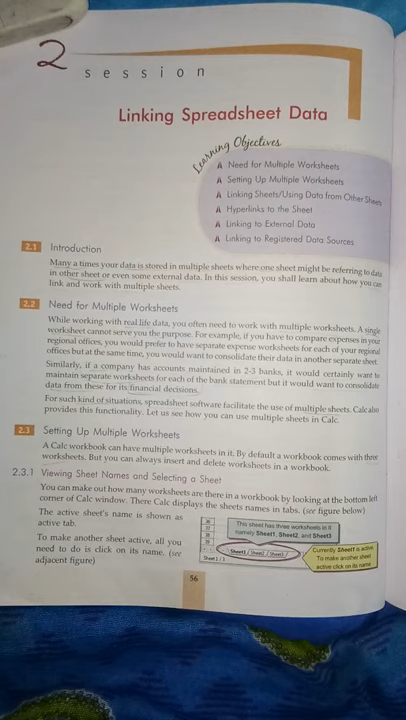 2
session
Linking Spreadsheet Data
Learning Objectives
Need for Multiple Worksheets
Setting Up Multiple Worksheets
Linking Sheets/Using Data from Other Sheets
Hyperlinks to the Sheet
Linking to External Data
Linking to Registered Data Sources
2.1 Introduction
Many a times your data is stored in multiple sheets where one sheet might be referring to data
in other sheet or even some external data. In this session, you shall learn about how you can
link and work with multiple sheets.
2.2 Need for Multiple Worksheets
While working with real life data, you often need to work with multiple worksheets. A single
worksheet cannot serve you the purpose. For example, if you have to compare expenses in your
regional offices, you would prefer to have separate expense worksheets for each of your regional
offices but at the same time, you would want to consolidate their data in another separate sheet.
Similarly, if a company has accounts maintained in 2-3 banks, it would certainly want to
maintain separate worksheets for each of the bank statement but it would want to consolidate
data from these for its financial decisions.
For such kind of situations, spreadsheet software facilitate the use of multiple sheets. Calc also
provides this functionality. Let us see how you can use multiple sheets in Calc.
2.3 Setting Up Multiple Worksheets
A Calc workbook can have multiple worksheets in it. By default a workbook comes with three
worksheets. But you can always insert and delete worksheets in a workbook.
2.3.1 Viewing Sheet Names and Selecting a Sheet
You can make out how many worksheets are there in a workbook by looking at the bottom left
corner of Calc window. There Calc displays the sheets names in tabs. (see figure below)
The active sheet's name is shown as
active tab.
To make another sheet active, all you
need to do is click on its name. (see
adjacent figure)
This sheet has three worksheets in it
namely Sheet1, Sheet2, and Sheet3
36
37
38
39
Sheet1 Sheet2 Sheet3
Sheet 1 / 3
Currently Sheet1 is active.
To make another sheet
active click on its name
56